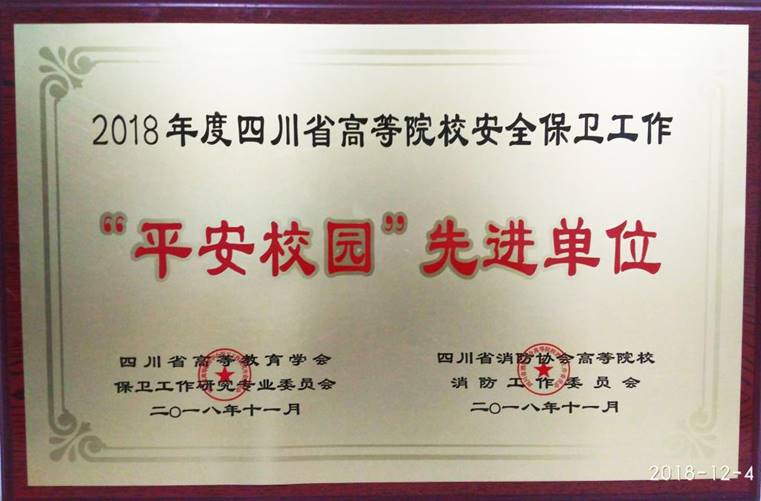 2018年度四川省高等院校安全保卫工作
“平安校园”先进单位
四川省高等教育学会
保卫工作研究专业委员会
二〇一八年十一月
四川省消防协会高等院校
消防工作委员会
二〇一八年十一月
2018-12-4